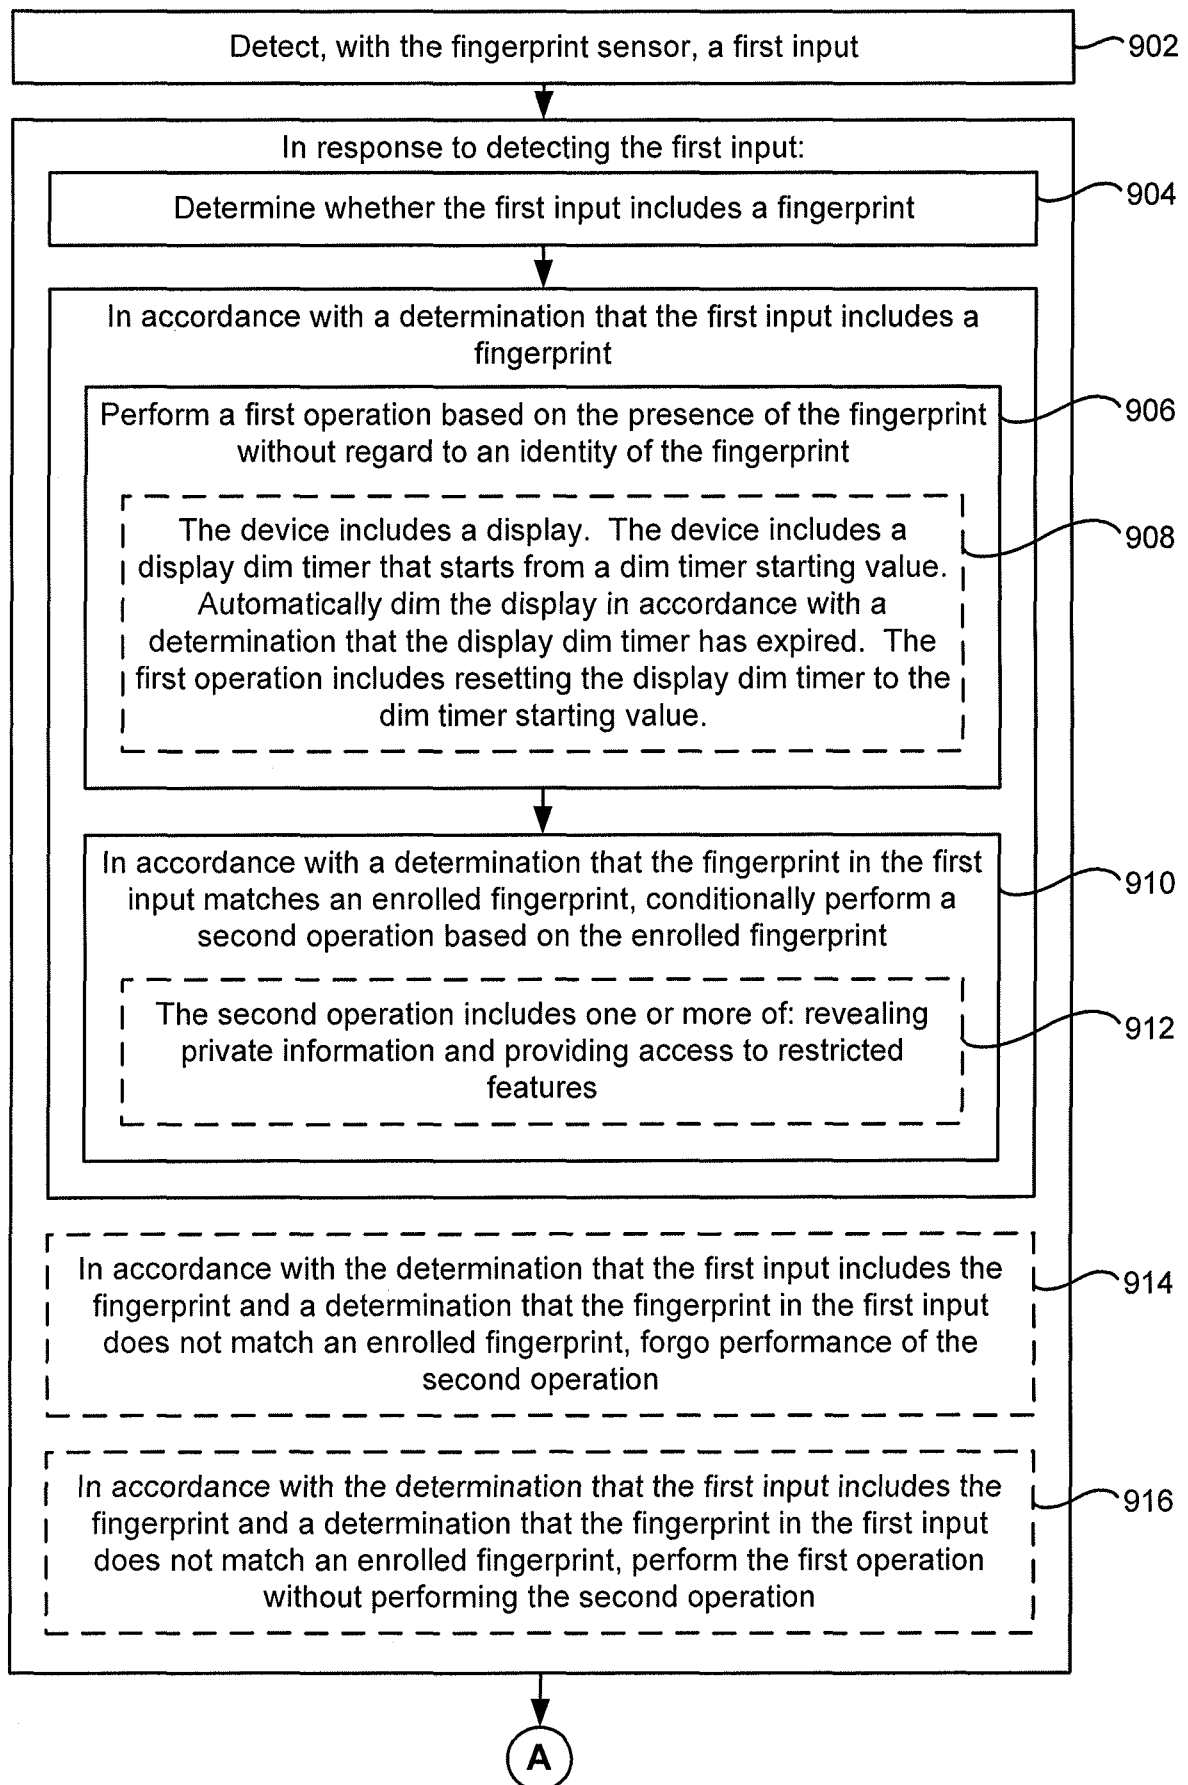 Detect, with the fingerprint sensor, a first input
902
In response to detecting the first input:
Determine whether the first input includes a fingerprint
904
In accordance with a determination that the first input includes a
fingerprint
Perform a first operation based on the presence of the fingerprint
without regard to an identity of the fingerprint
906
The device includes a display.  The device includes a
display dim timer that starts from a dim timer starting value.
Automatically dim the display in accordance with a
determination that the display dim timer has expired.  The
first operation includes resetting the display dim timer to the
dim timer starting value.
908
In accordance with a determination that the fingerprint in the first
input matches an enrolled fingerprint, conditionally perform a
second operation based on the enrolled fingerprint
910
The second operation includes one or more of: revealing
private information and providing access to restricted
features
912
In accordance with the determination that the first input includes the
fingerprint and a determination that the fingerprint in the first input
does not match an enrolled fingerprint, forgo performance of the
second operation
914
In accordance with the determination that the first input includes the
fingerprint and a determination that the fingerprint in the first input
does not match an enrolled fingerprint, perform the first operation
without performing the second operation
916
A